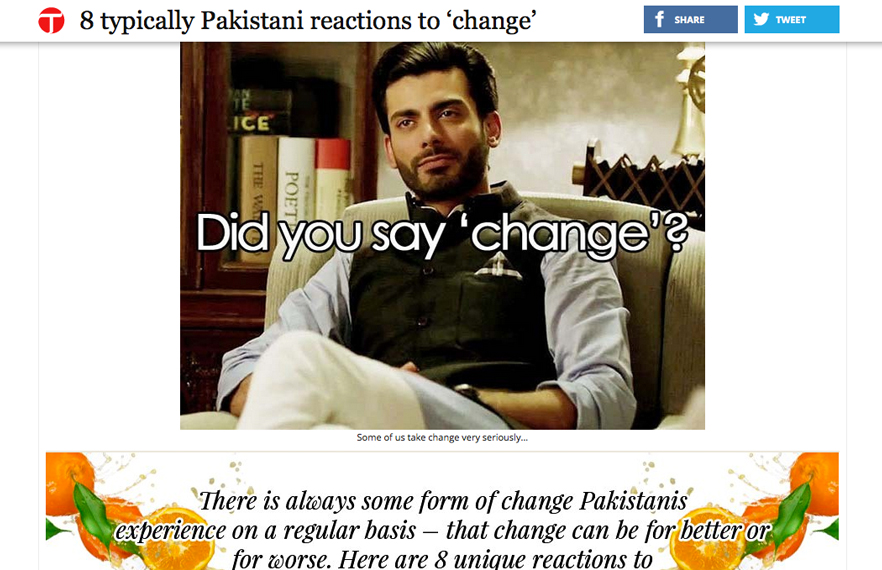 8 typically Pakistani reactions to ‘change’
SHARE
TWEET
ICE
THE
POET
Did you say ‘change’?
Some of us take change very seriously...
There is always some form of change Pakistanis
experience on a regular basis – that change can be for better or
for worse. Here are 8 unique reactions to